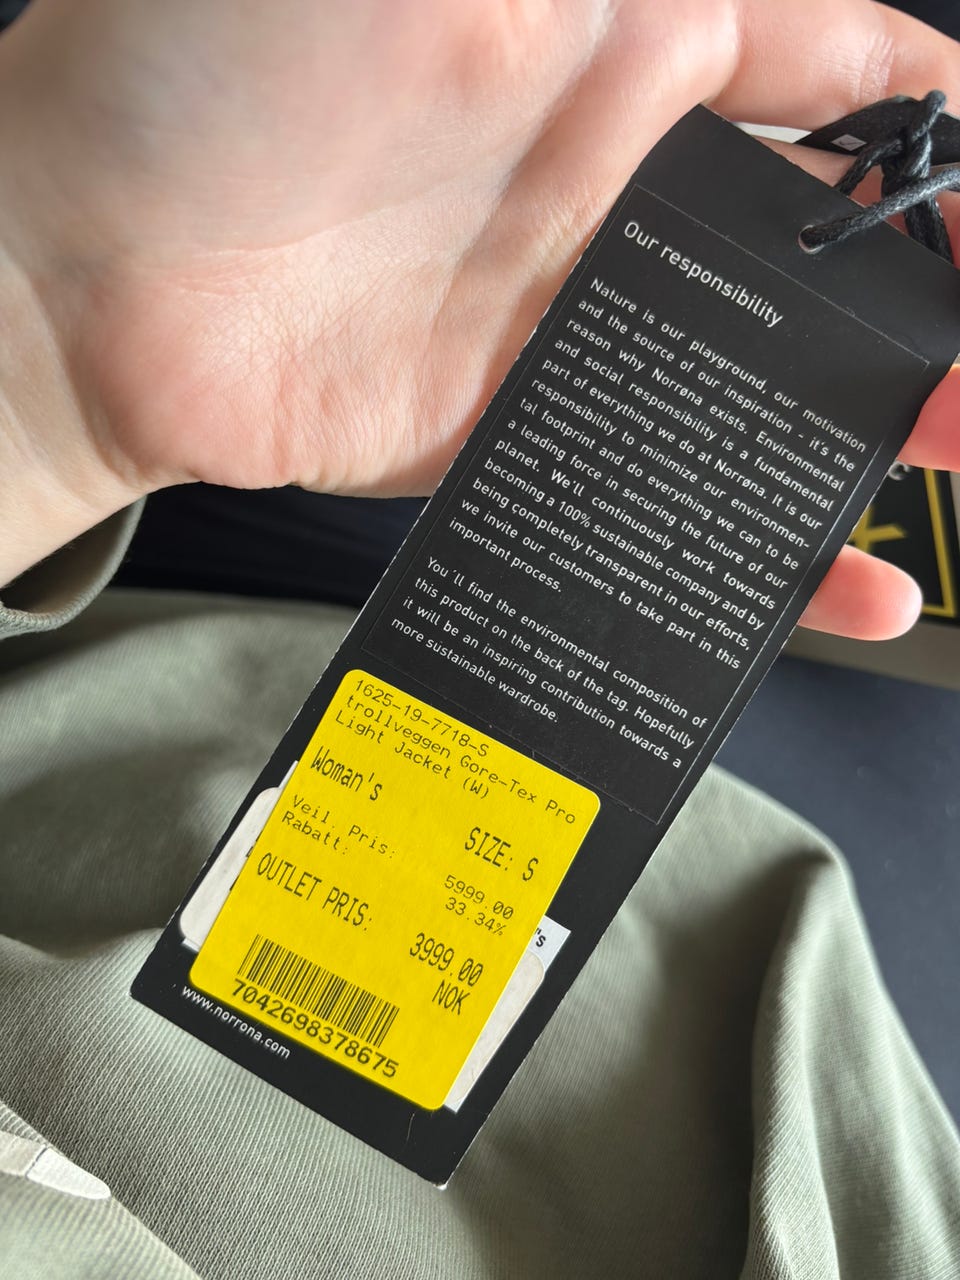 Our responsibility
Nature is our playground, our motivation
and the source of our inspiration - it's the
reason why Norrøna exists. Environmental
and social responsibility is a fundamental
part of everything we do at Norrøna. It is our
responsibility to minimize our environmen-
tal footprint and do everything we can to be
a leading force in securing the future of our
planet. We'll continuously work towards
becoming a 100% sustainable company and by
being completely transparent in our efforts,
we invite our customers to take part in this
important process.
You´ll find the environmental composition of
this product on the back of the tag. Hopefully
it will be an inspiring contribution towards a
more sustainable wardrobe.
1625-19-7718-S
trollveggen Gore-Tex Pro
Light Jacket (W)
Woman's
SIZE: S
Veil. Pris: 5999.00
Rabatt: 33.34%
OUTLET PRIS: 3999.00
NOK
7042698378675
's
www.norrona.com